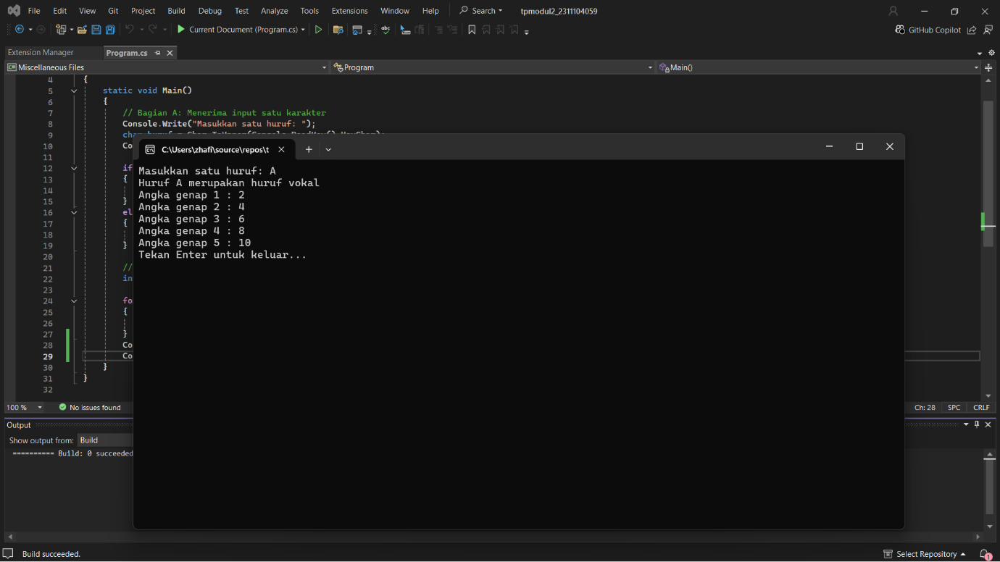 File Edit View Git Project Build Debug Test Analyze Tools Extensions Window Help Search tpmodul2_2311104059
Current Document (Program.cs) GitHub Copilot
Extension Manager Program.cs
C# Miscellaneous Files Program Main()
4 {
5 static void Main()
6 {
7 // Bagian A: Menerima input satu karakter
8 Console.Write("Masukkan satu huruf: ");
9
10 Co
11
12 if
13 {
14
15 }
16 el
17 {
18
19 }
20
21 //
22 in
23
24 fo
25 {
26
27 }
28 Co
29 Co
30 }
31 }
32
C:\Users\zhafi\source\repos\t
Masukkan satu huruf: A
Huruf A merupakan huruf vokal
Angka genap 1 : 2
Angka genap 2 : 4
Angka genap 3 : 6
Angka genap 4 : 8
Angka genap 5 : 10
Tekan Enter untuk keluar...
100 % No issues found Ch: 28 SPC CRLF
Output
Show output from: Build
========== Build: 0 succeeded
Build succeeded. Select Repository 1